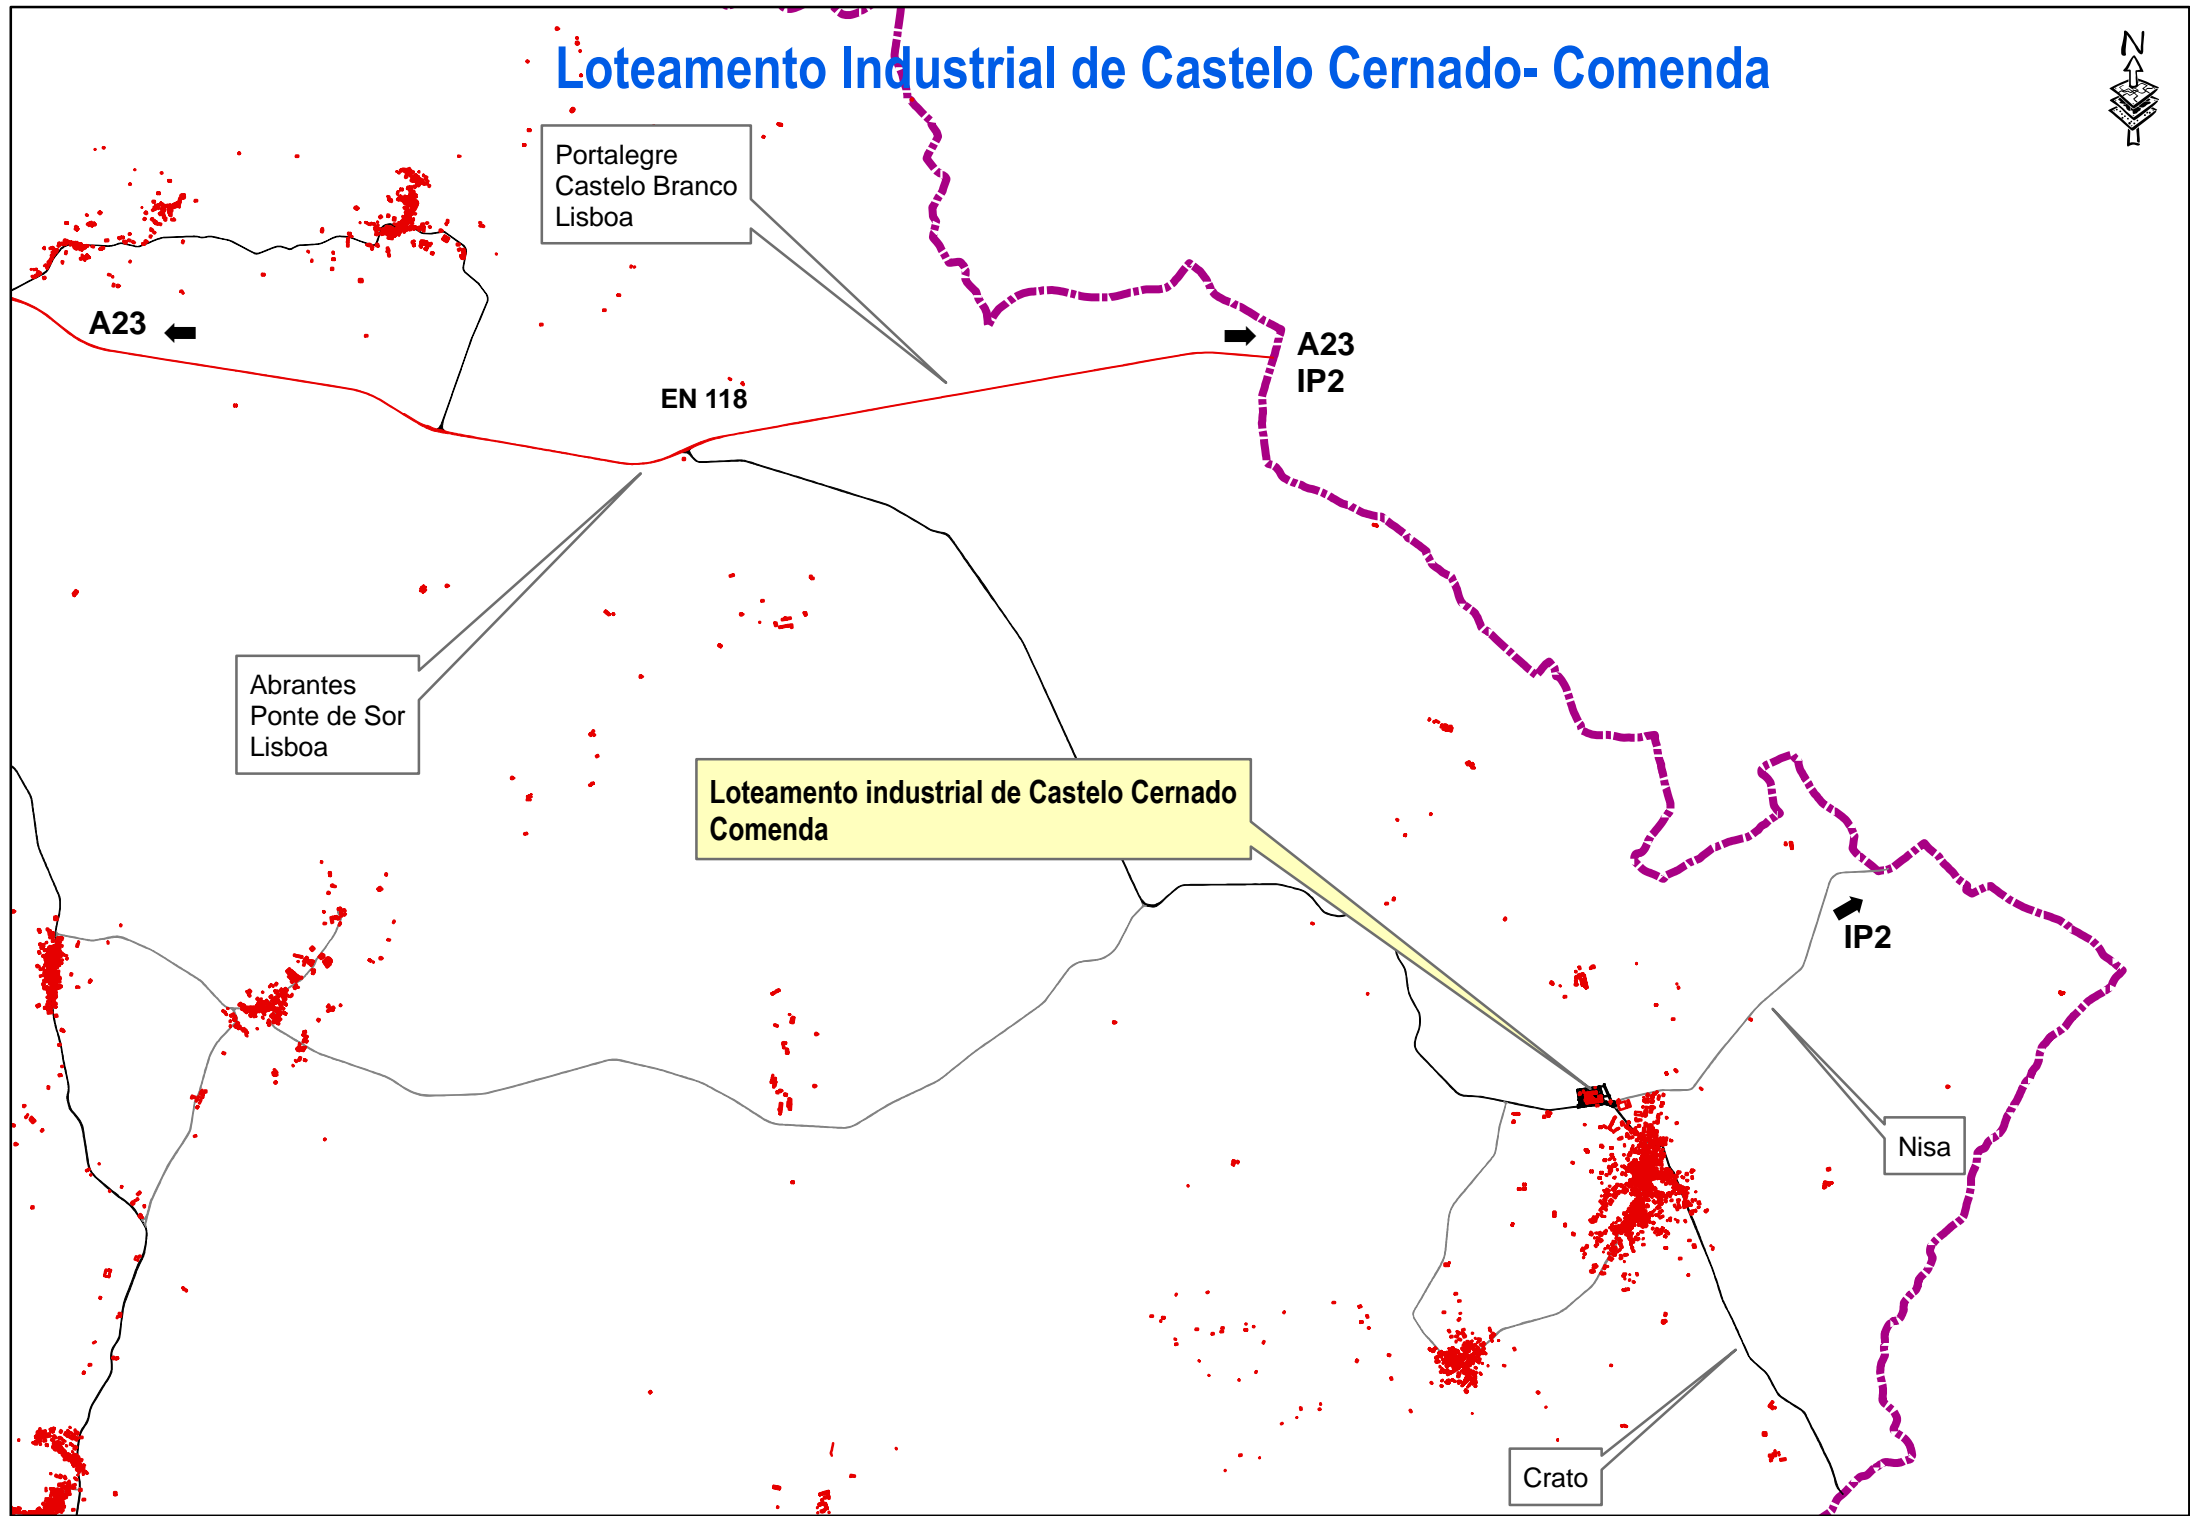 Loteamento Industrial de Castelo Cernado- Comenda
N
Portalegre
Castelo Branco
Lisboa
A23
A23
IP2
EN 118
Abrantes
Ponte de Sor
Lisboa
Loteamento industrial de Castelo Cernado
Comenda
IP2
Nisa
Crato